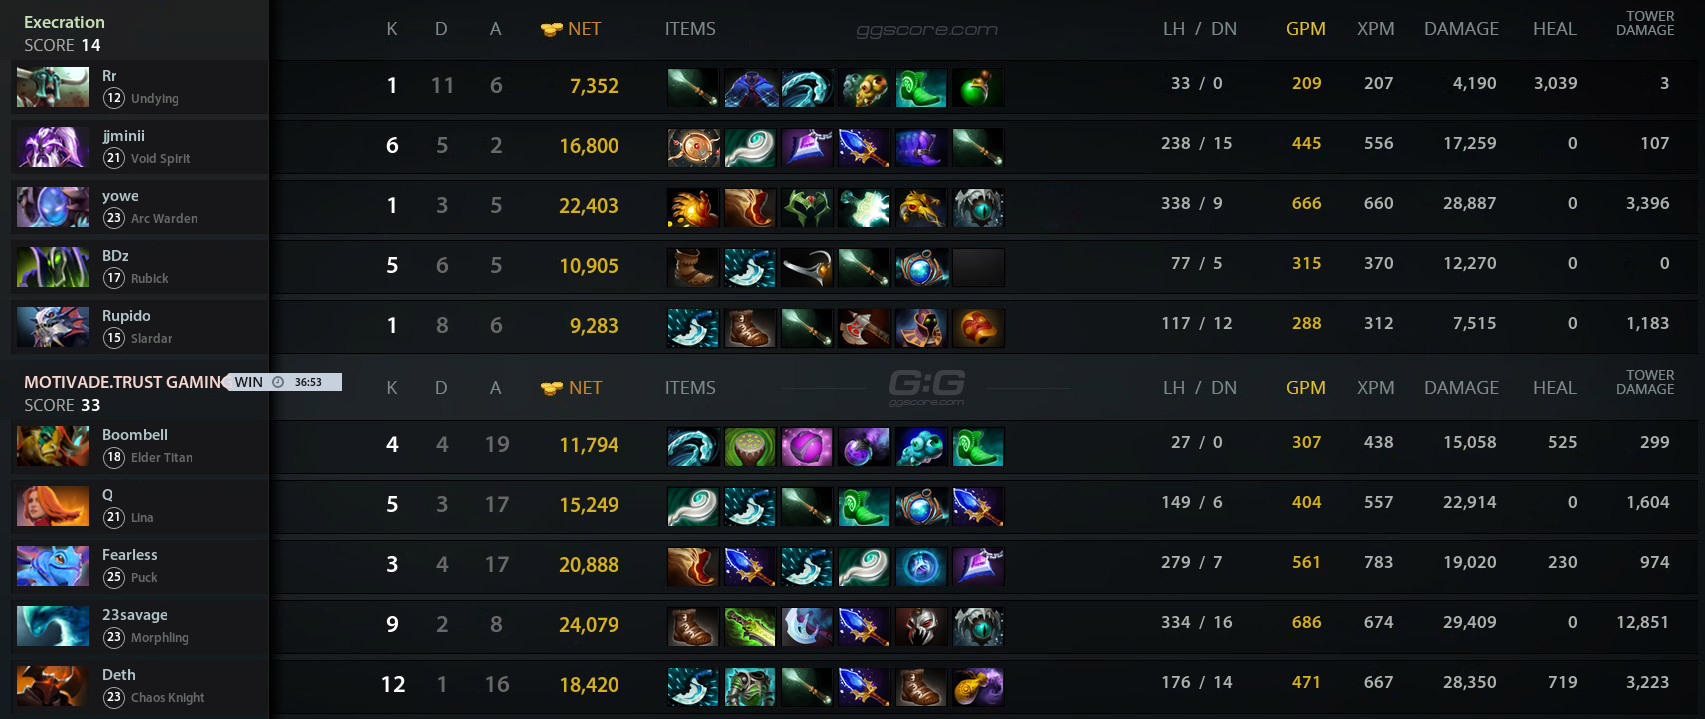 Execration
SCORE 14
K D A NET ITEMS ggscore.com LH / DN GPM XPM DAMAGE HEAL TOWER DAMAGE
Rr
12 Undying
1 11 6 7,352 33 / 0 209 207 4,190 3,039 3
jjminii
21 Void Spirit
6 5 2 16,800 238 / 15 445 556 17,259 0 107
yowe
23 Arc Warden
1 3 5 22,403 338 / 9 666 660 28,887 0 3,396
BDz
17 Rubick
5 6 5 10,905 77 / 5 315 370 12,270 0 0
Rupido
15 Slardar
1 8 6 9,283 117 / 12 288 312 7,515 0 1,183
MOTIVADE.TRUST GAMIN WIN 36:53
SCORE 33
K D A NET ITEMS G:G ggscore.com LH / DN GPM XPM DAMAGE HEAL TOWER DAMAGE
Boombell
18 Elder Titan
4 4 19 11,794 27 / 0 307 438 15,058 525 299
Q
21 Lina
5 3 17 15,249 149 / 6 404 557 22,914 0 1,604
Fearless
25 Puck
3 4 17 20,888 279 / 7 561 783 19,020 230 974
23savage
23 Morphling
9 2 8 24,079 334 / 16 686 674 29,409 0 12,851
Deth
23 Chaos Knight
12 1 16 18,420 176 / 14 471 667 28,350 719 3,223